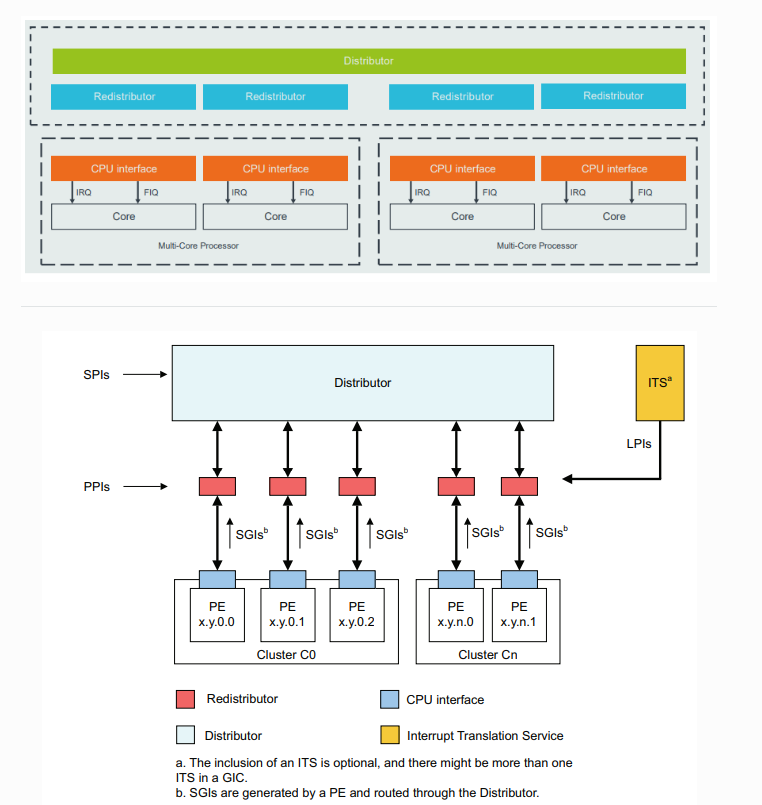 Distributor
Redistributor Redistributor Redistributor Redistributor
CPU interface CPU interface CPU interface CPU interface
IRQ FIQ IRQ FIQ IRQ FIQ IRQ FIQ
Core Core Core Core
Multi-Core Processor Multi-Core Processor
SPIs Distributor ITSa
LPIs
PPIs
SGIsb SGIsb SGIsb SGIsb SGIsb
PE PE PE PE PE
x.y.0.0 x.y.0.1 x.y.0.2 x.y.n.0 x.y.n.1
Cluster C0 Cluster Cn
Redistributor CPU interface
Distributor Interrupt Translation Service
a. The inclusion of an ITS is optional, and there might be more than one
ITS in a GIC.
b. SGIs are generated by a PE and routed through the Distributor.